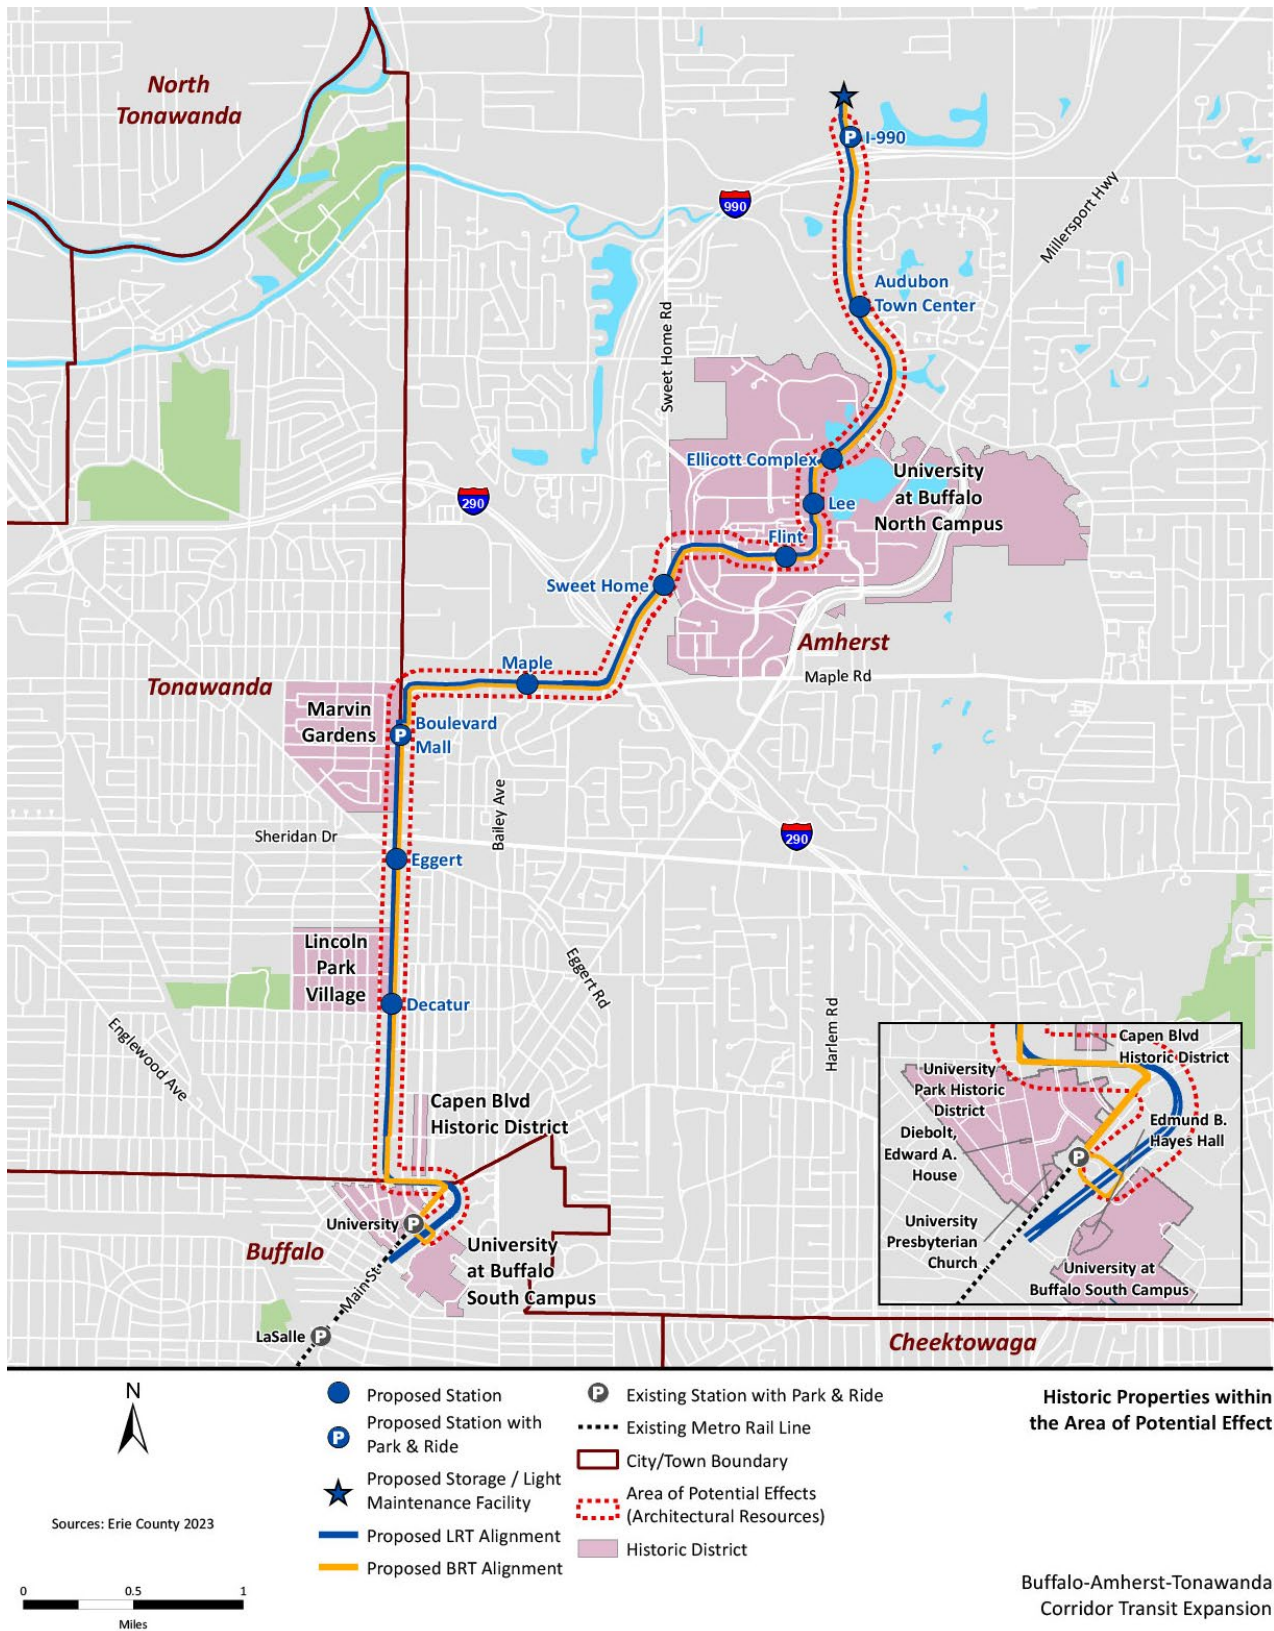 North
Tonawanda
I-990
990
Millersport Hwy
Audubon
Town Center
Sweet Home Rd
Ellicott Complex
University
at Buffalo
North Campus
290
Lee
Flint
Sweet Home
Amherst
Maple
Maple Rd
Tonawanda
Marvin
Gardens
P
Boulevard
Mall
Bailey Ave
Sheridan Dr
290
Eggert
Lincoln
Park
Village
Eggert Rd
Decatur
Harlem Rd
Englewood Ave
Capen Blvd
Historic District
University
P
Buffalo
University
at Buffalo
South Campus
Main St
LaSalle
P
Cheektowaga
Capen Blvd
Historic District
University
Park Historic
District
Edmund B.
Hayes Hall
Diebolt,
Edward A.
House
P
University
Presbyterian
Church
University at
Buffalo South Campus
N
Sources: Erie County 2023
0 0.5 1
Miles
Proposed Station
P Proposed Station with
Park & Ride
Proposed Storage / Light
Maintenance Facility
Proposed LRT Alignment
Proposed BRT Alignment
P Existing Station with Park & Ride
Existing Metro Rail Line
City/Town Boundary
Area of Potential Effects
(Architectural Resources)
Historic District
Historic Properties within
the Area of Potential Effect
Buffalo-Amherst-Tonawanda
Corridor Transit Expansion